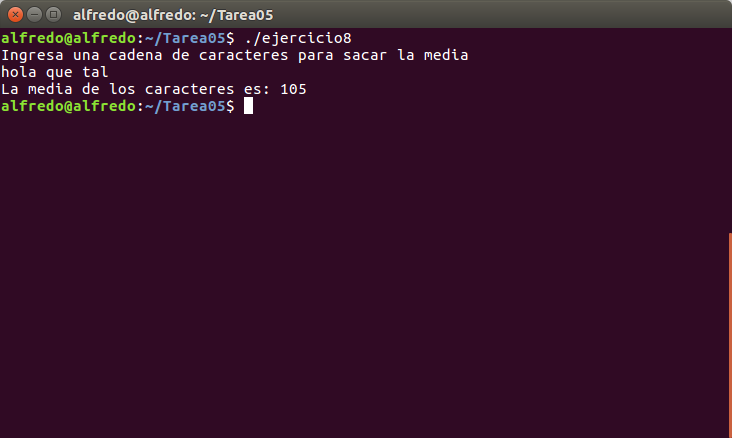 alfredo@alfredo: ~/Tarea05
alfredo@alfredo:~/Tarea05$ ./ejercicio8
Ingresa una cadena de caracteres para sacar la media
hola que tal
La media de los caracteres es: 105
alfredo@alfredo:~/Tarea05$